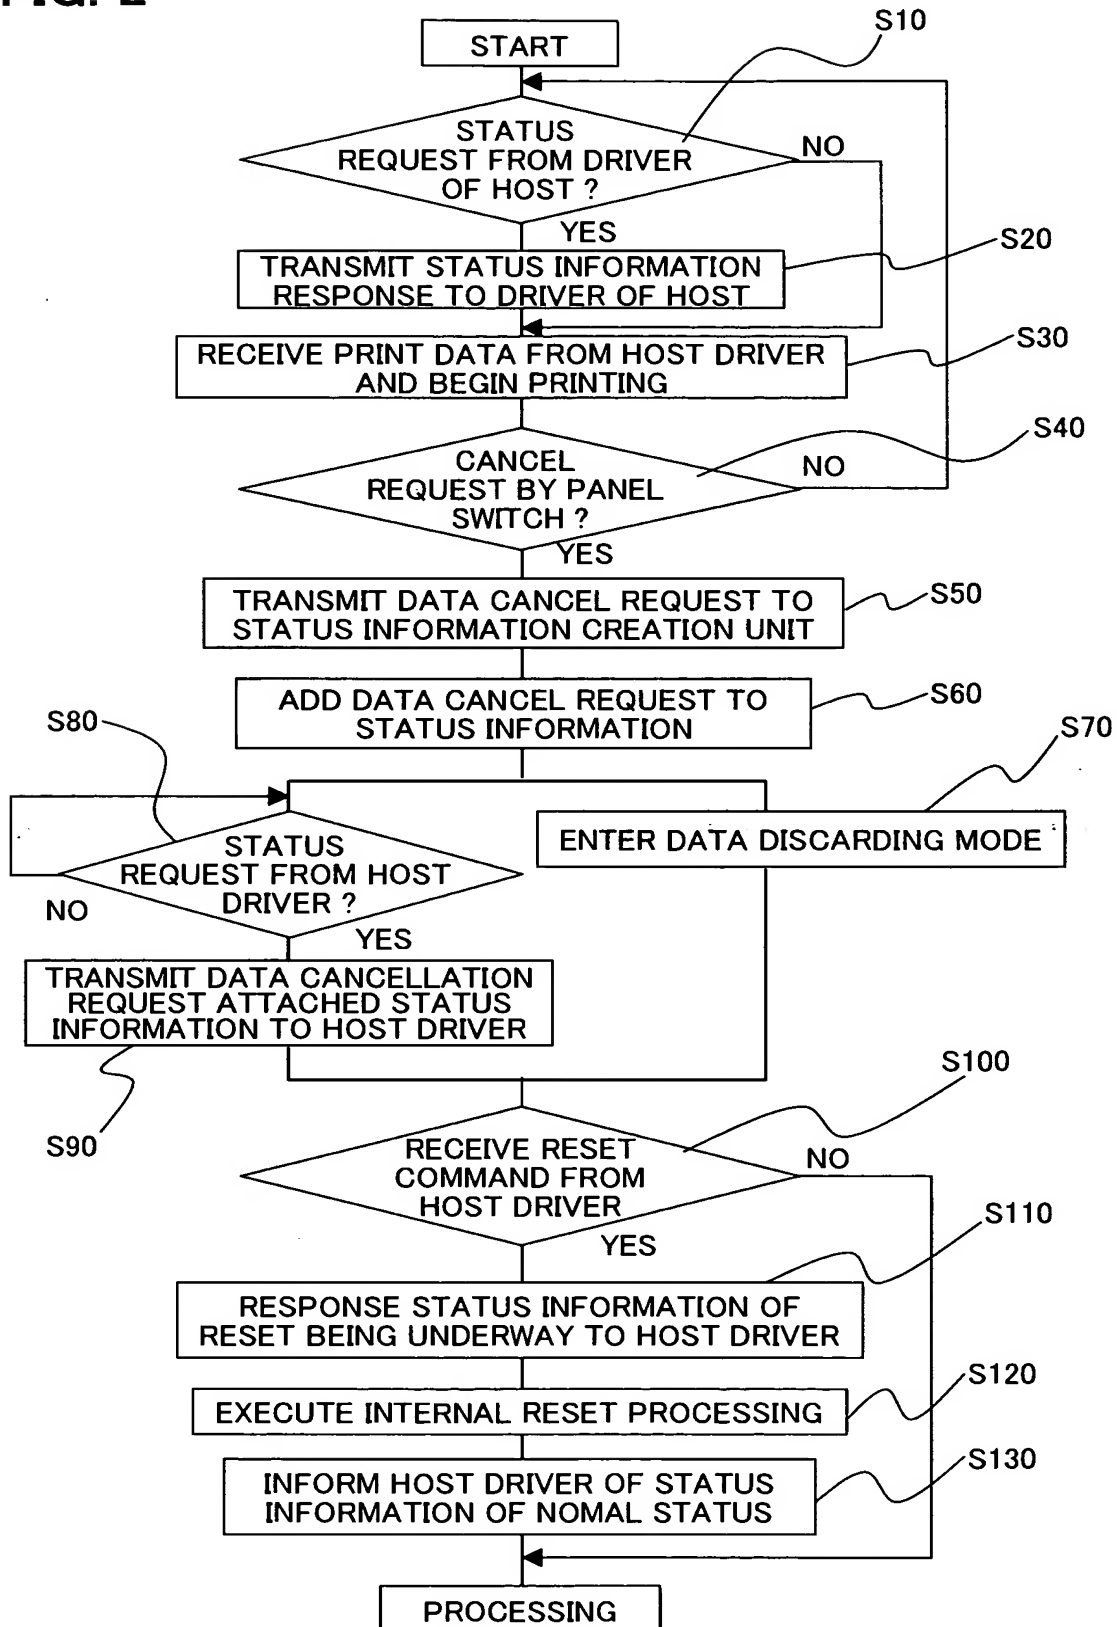 START
S10
STATUS
REQUEST FROM DRIVER
OF HOST ?
NO
YES
TRANSMIT STATUS INFORMATION
RESPONSE TO DRIVER OF HOST
S20
RECEIVE PRINT DATA FROM HOST DRIVER
AND BEGIN PRINTING
S30
CANCEL
REQUEST BY PANEL
SWITCH ?
S40
NO
YES
TRANSMIT DATA CANCEL REQUEST TO
STATUS INFORMATION CREATION UNIT
S50
ADD DATA CANCEL REQUEST TO
STATUS INFORMATION
S60
S80
S70
STATUS
REQUEST FROM HOST
DRIVER ?
NO
YES
ENTER DATA DISCARDING MODE
TRANSMIT DATA CANCELLATION
REQUEST ATTACHED STATUS
INFORMATION TO HOST DRIVER
S90
S100
RECEIVE RESET
COMMAND FROM
HOST DRIVER
NO
YES
S110
RESPONSE STATUS INFORMATION OF
RESET BEING UNDERWAY TO HOST DRIVER
S120
EXECUTE INTERNAL RESET PROCESSING
S130
INFORM HOST DRIVER OF STATUS
INFORMATION OF NOMAL STATUS
PROCESSING